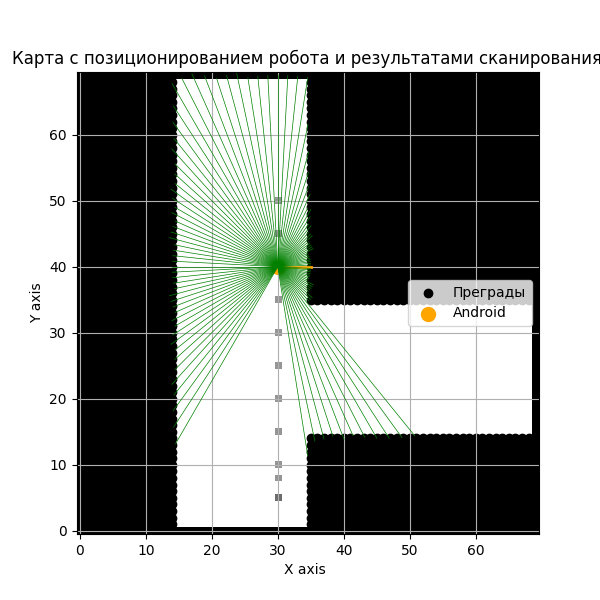 Карта с позиционированием робота и результатами сканирования
60
50
40
30
20
10
0
Y axis
Преграды
Android
0 10 20 30 40 50 60
X axis